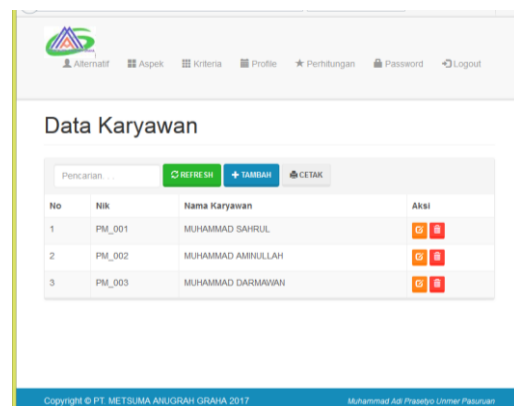 Alternatif Aspek Kriteria Profile Perhitungan Password Logout
Data Karyawan
Pencarian. . . REFRESH TAMBAH CETAK
No Nik Nama Karyawan Aksi
1 PM_001 MUHAMMAD SAHRUL
2 PM_002 MUHAMMAD AMINULLAH
3 PM_003 MUHAMMAD DARMAWAN
Copyright © PT. METSUMA ANUGRAH GRAHA 2017 Muhammad Adi Prasetyo Unmer Pasuruan